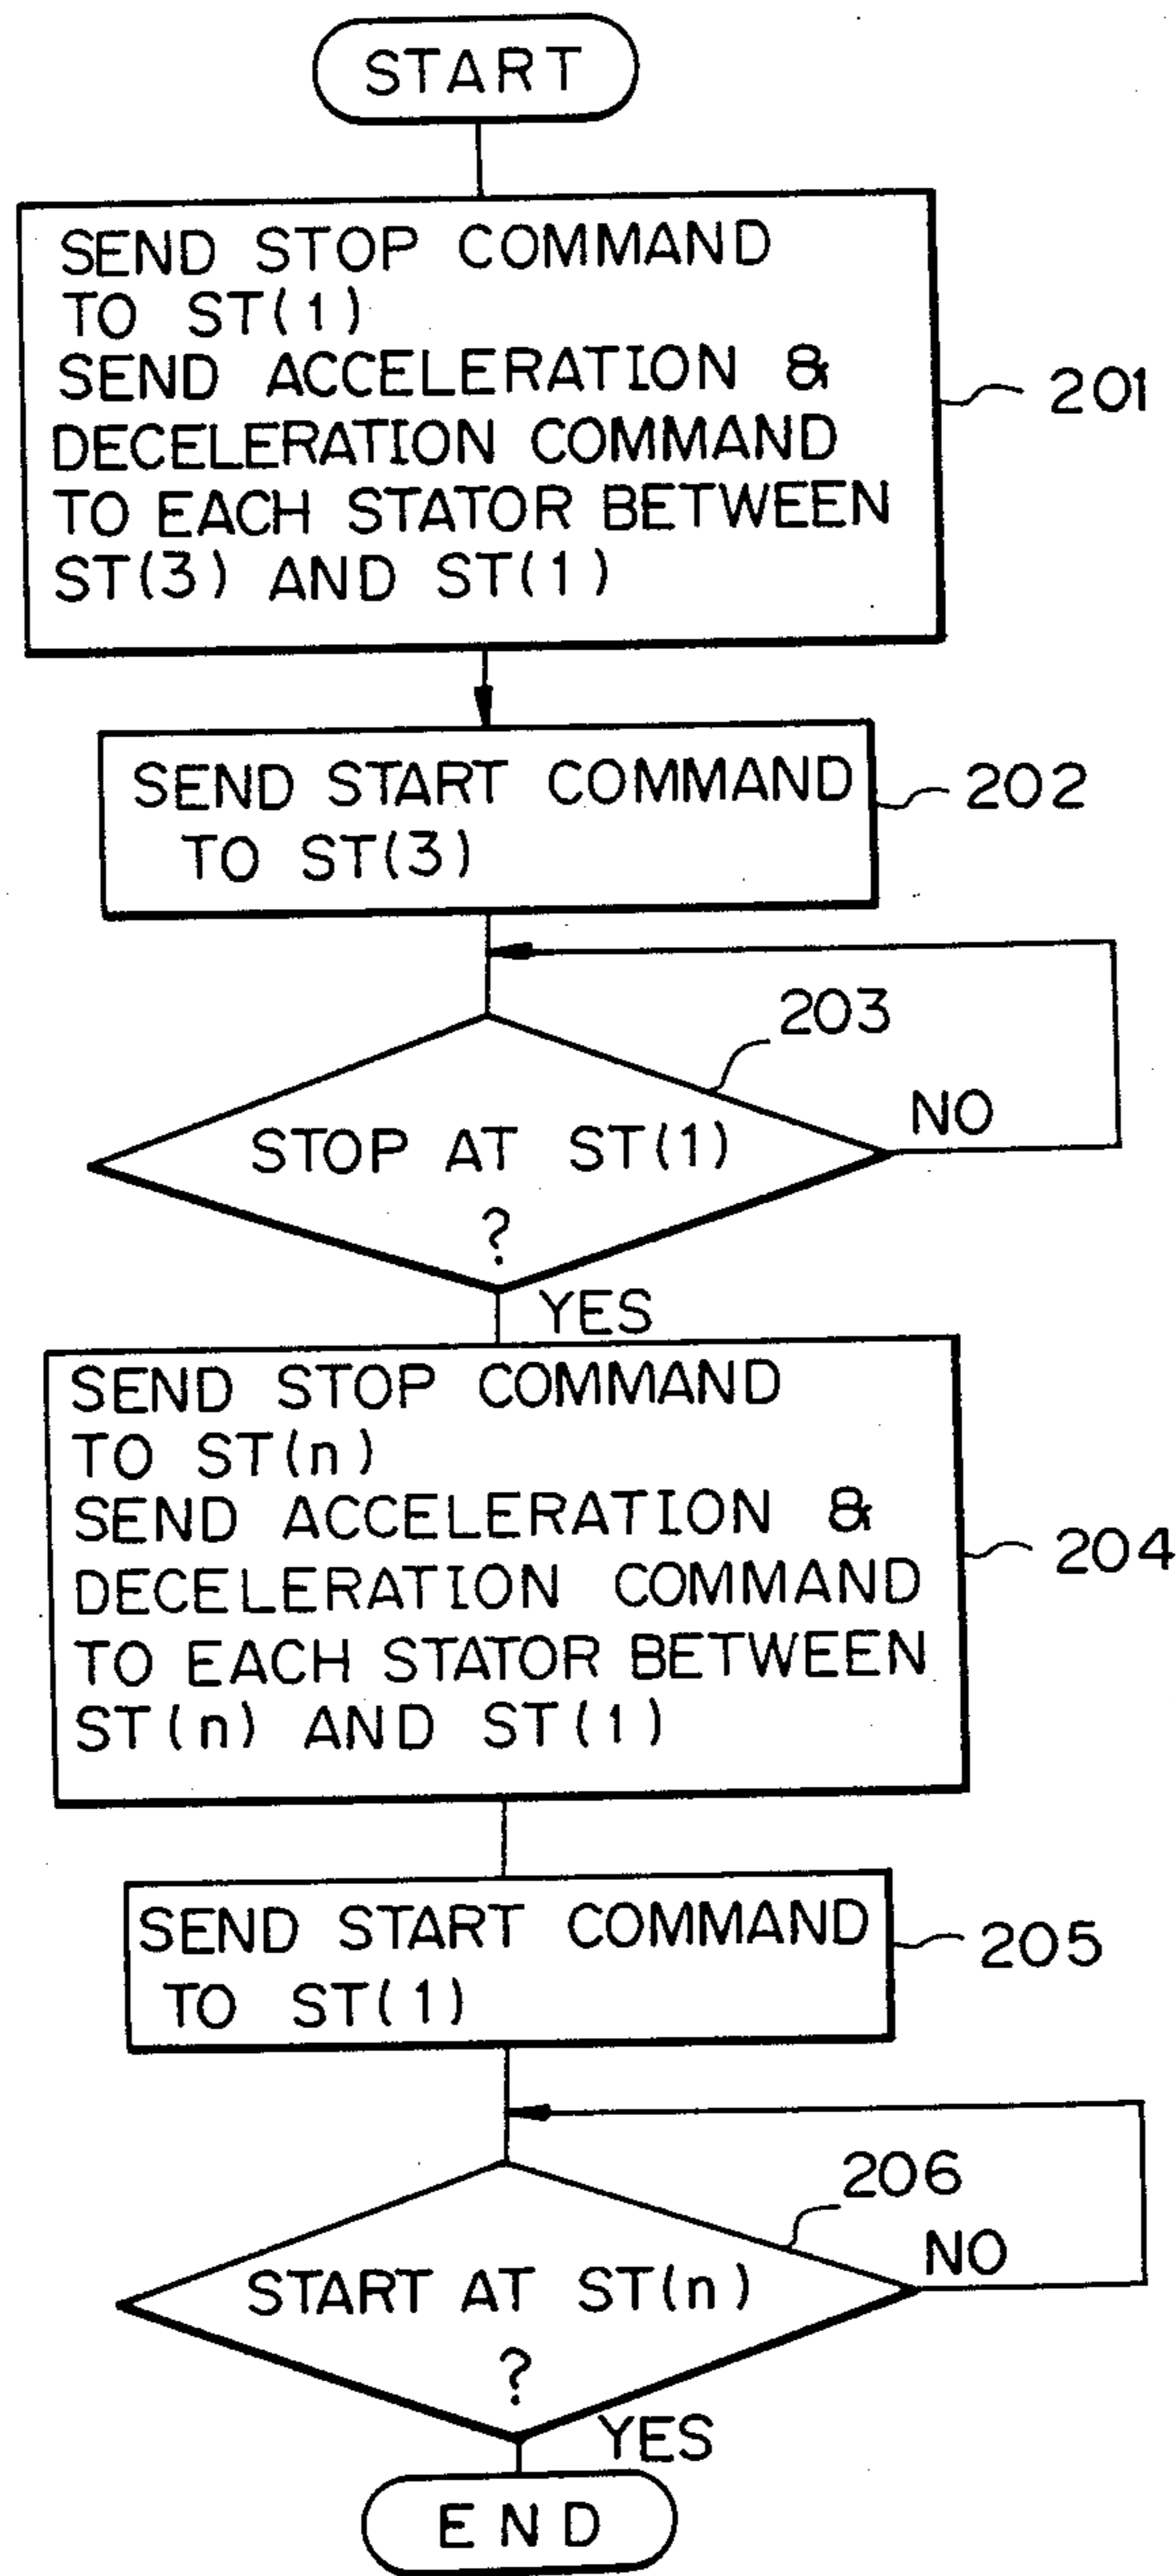 START
SEND STOP COMMAND
TO ST(1)
SEND ACCELERATION &
DECELERATION COMMAND
TO EACH STATOR BETWEEN
ST(3) AND ST(1)
201
SEND START COMMAND
TO ST(3)
202
203
NO
STOP AT ST(1)
?
YES
SEND STOP COMMAND
TO ST(n)
SEND ACCELERATION &
DECELERATION COMMAND
TO EACH STATOR BETWEEN
ST(n) AND ST(1)
204
SEND START COMMAND
TO ST(1)
205
206
NO
START AT ST(n)
?
YES
END